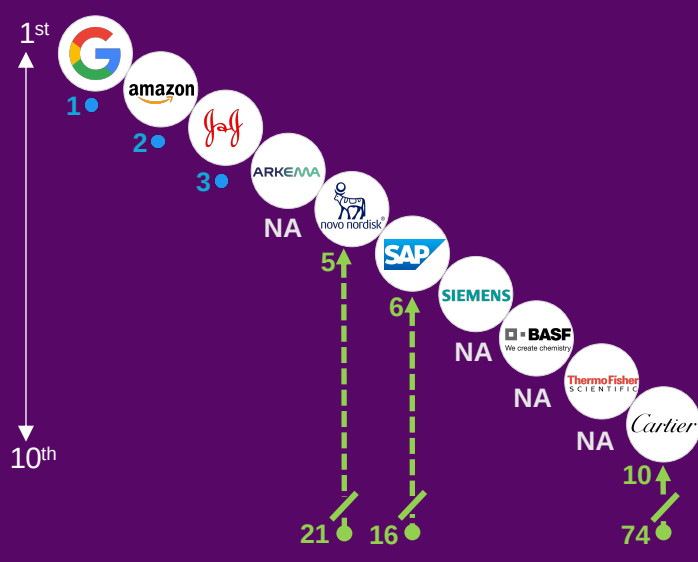 1st
G
amazon
1
2
J&J
3
ARKEMA
NA
novo nordisk®
5
SAP
6
SIEMENS
NA
BASF
We create chemistry
NA
ThermoFisher
SCIENTIFIC
NA
Cartier
10th
10
21
16
74